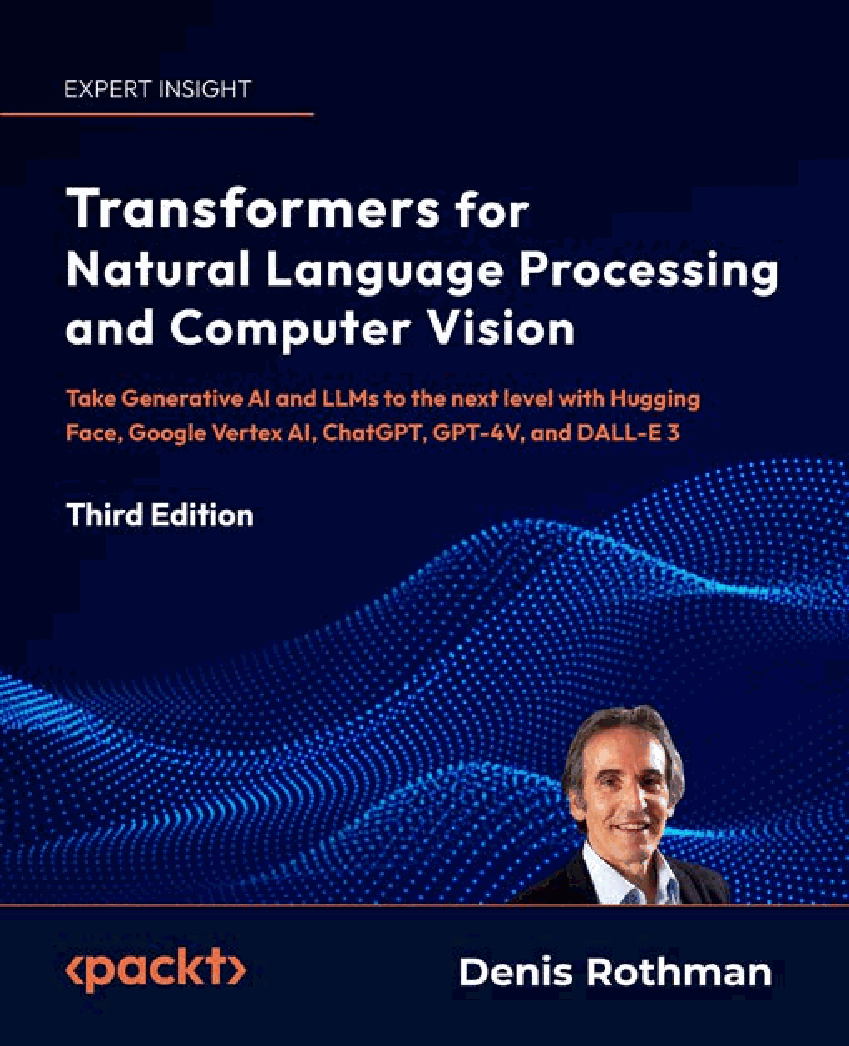 EXPERT INSIGHT
Transformers for
Natural Language Processing
and Computer Vision
Take Generative AI and LLMs to the next level with Hugging
Face, Google Vertex AI, ChatGPT, GPT-4V, and DALL-E 3
Third Edition
<packt>
Denis Rothman